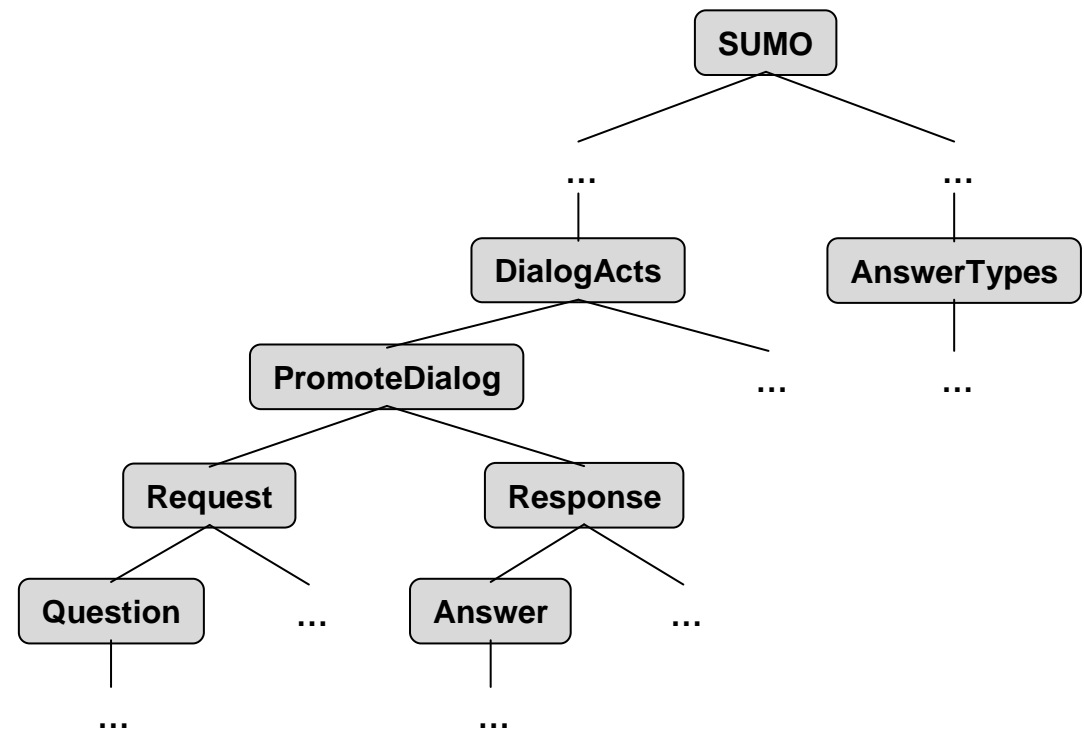 SUMO
... ...
DialogActs AnswerTypes
PromoteDialog ... ...
Request Response
Question ... Answer ...
... ...